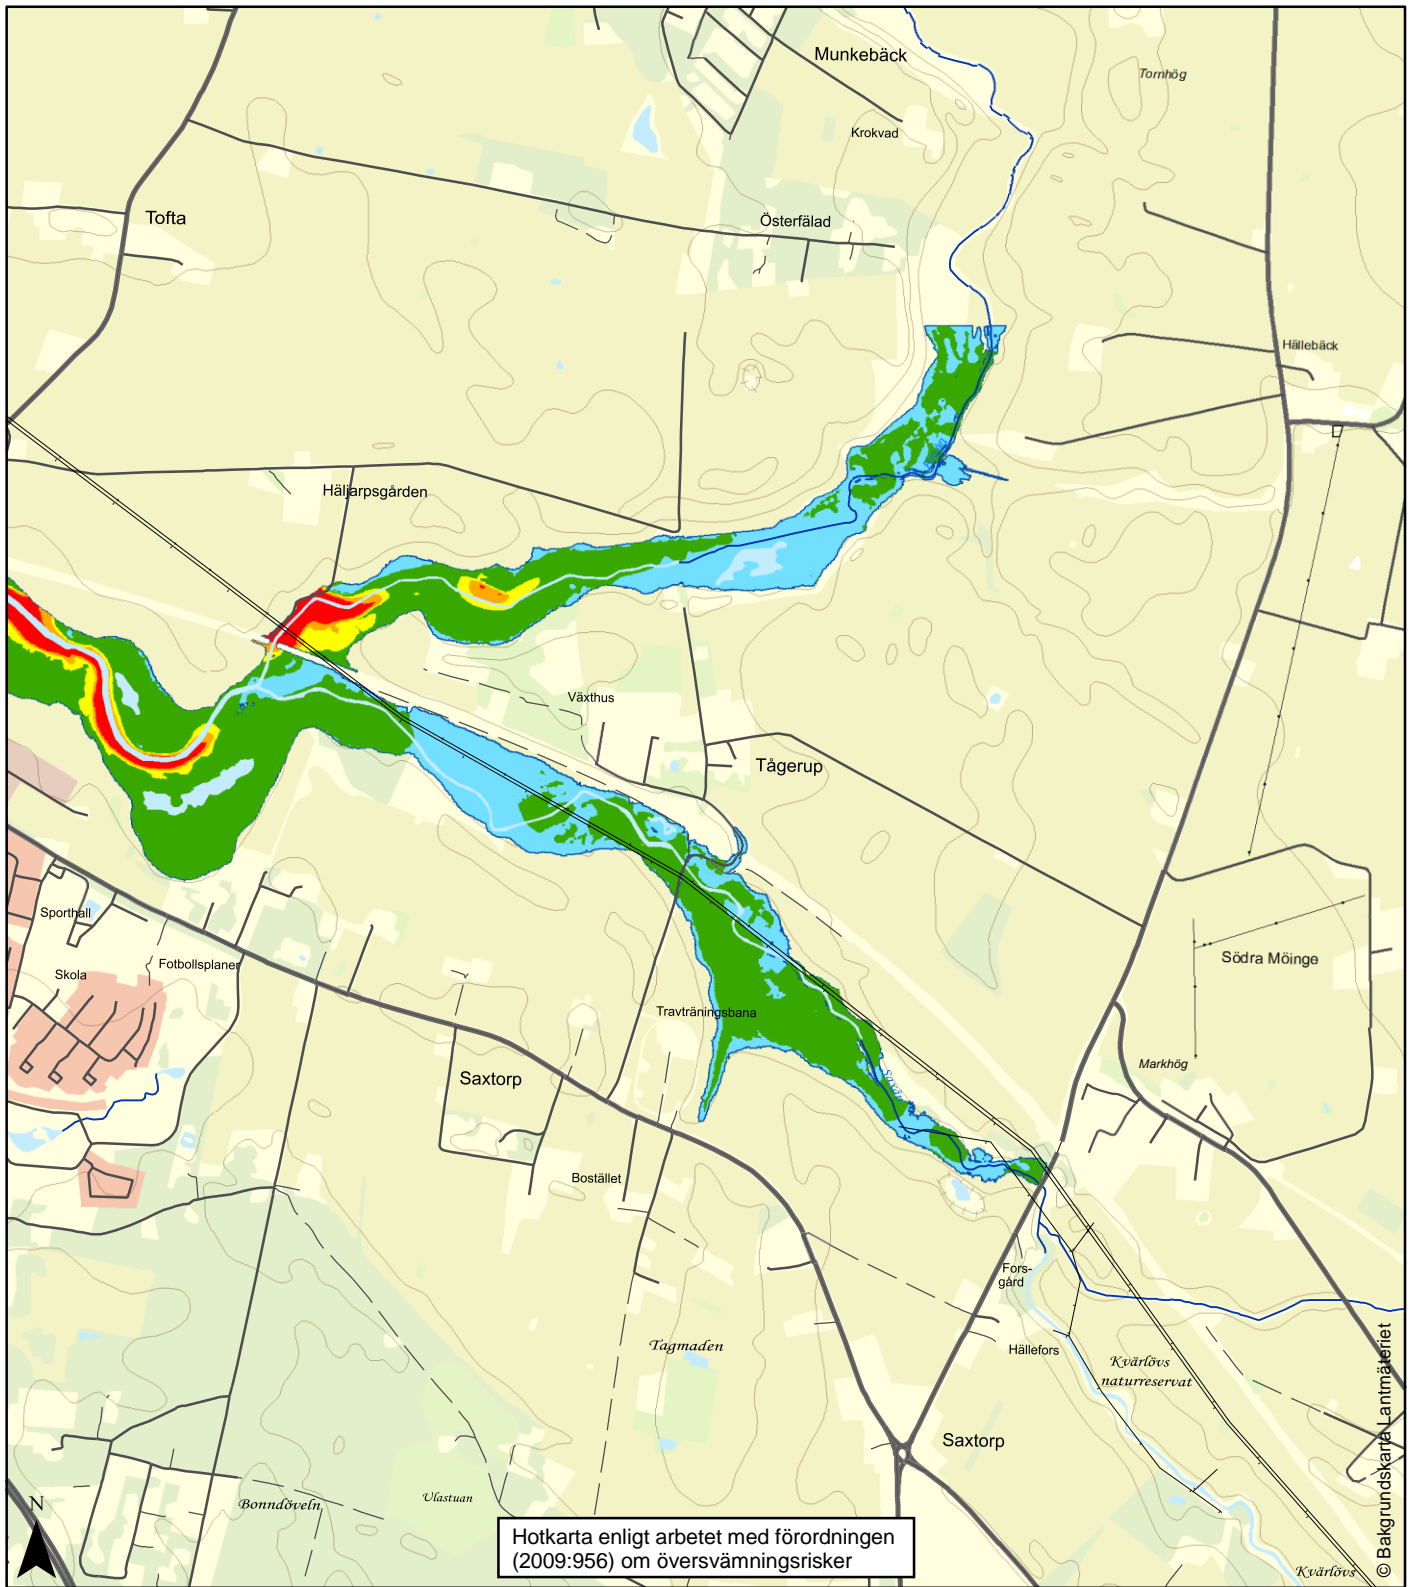 Munkebäck
Tornhög
Krokvad
Tofta
Österfälad
Hällebäck
Häljarpsgården
Växthus
Tågerup
Sporthall
Skola
Fotbollsplaner
Södra Möinge
Travträningsbana
Saxån
Markhög
Saxtorp
Bostället
Fors-
gård
Hällefors
Tagmaden
Kvärlövs
naturreservat
Saxtorp
Ulastuan
Bonndöveln
N
Hotkarta enligt arbetet med förordningen
(2009:956) om översvämningsrisker
Kvärlövs
© Bakgrundskarta Lantmäteriet